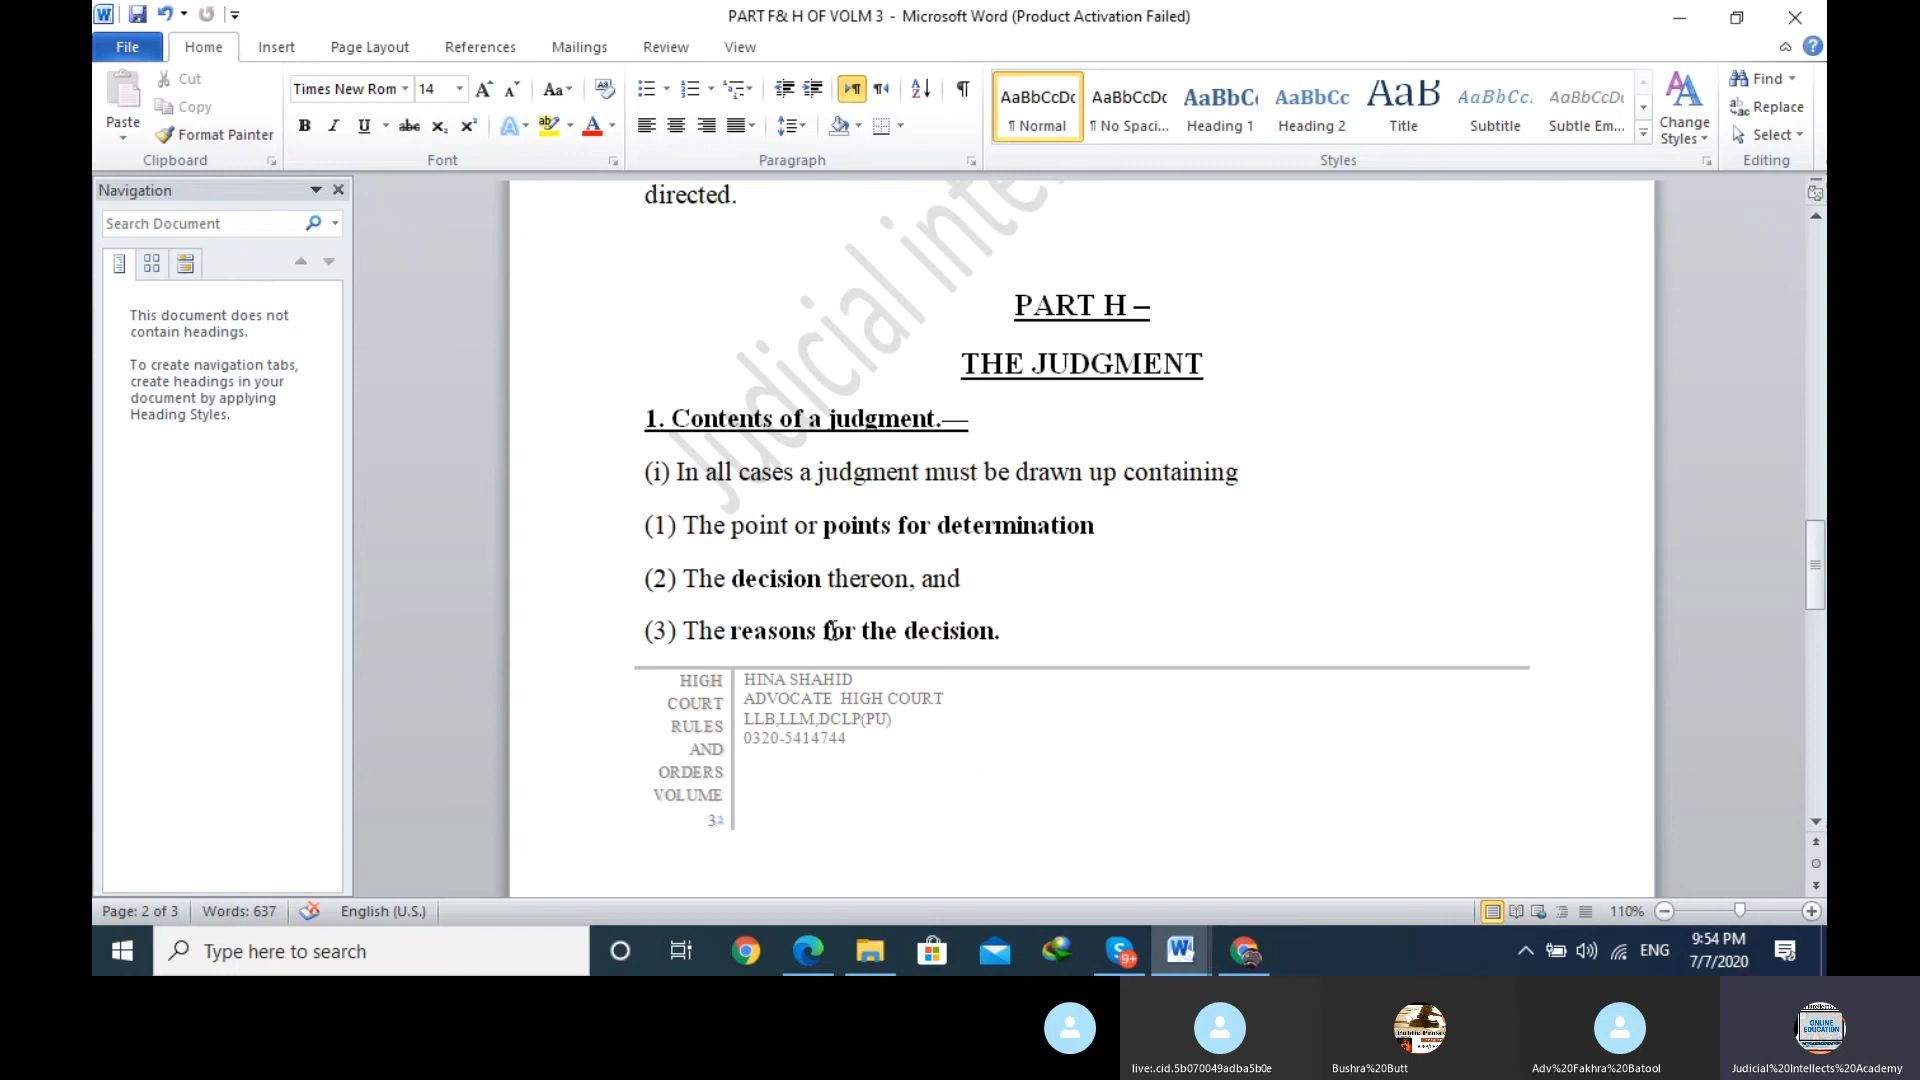 PART F& H OF VOLM 3 - Microsoft Word (Product Activation Failed)
File Home Insert Page Layout References Mailings Review View
Paste
Cut
Copy
Format Painter
Clipboard
Times New Rom 14
Font
Paragraph
AaBbCcDc AaBbCcDc AaBbC AaBbCc AaB AaBbCc. AaBbCcDc
¶ Normal ¶ No Spaci... Heading 1 Heading 2 Title Subtitle Subtle Em...
Styles
Change
Styles
Find
Replace
Select
Editing
Navigation
Search Document
This document does not
contain headings.
To create navigation tabs,
create headings in your
document by applying
Heading Styles.
directed.
Judicial
PART H –
THE JUDGMENT
1. Contents of a judgment.—
(i) In all cases a judgment must be drawn up containing
(1) The point or points for determination
(2) The decision thereon, and
(3) The reasons for the decision.
HIGH
COURT
RULES
AND
ORDERS
VOLUME
3
HINA SHAHID
ADVOCATE HIGH COURT
LLB,LLM,DCLP(PU)
0320-5414744
Page: 2 of 3 Words: 637 English (U.S.) 110%
Type here to search
9+
ENG
9:54 PM
7/7/2020
ONLINE
EDUCATION
live:.cid.5b070049adba5b0e Bushra%20Butt Adv%20Fakhra%20Batool Judicial%20Intellects%20Academy